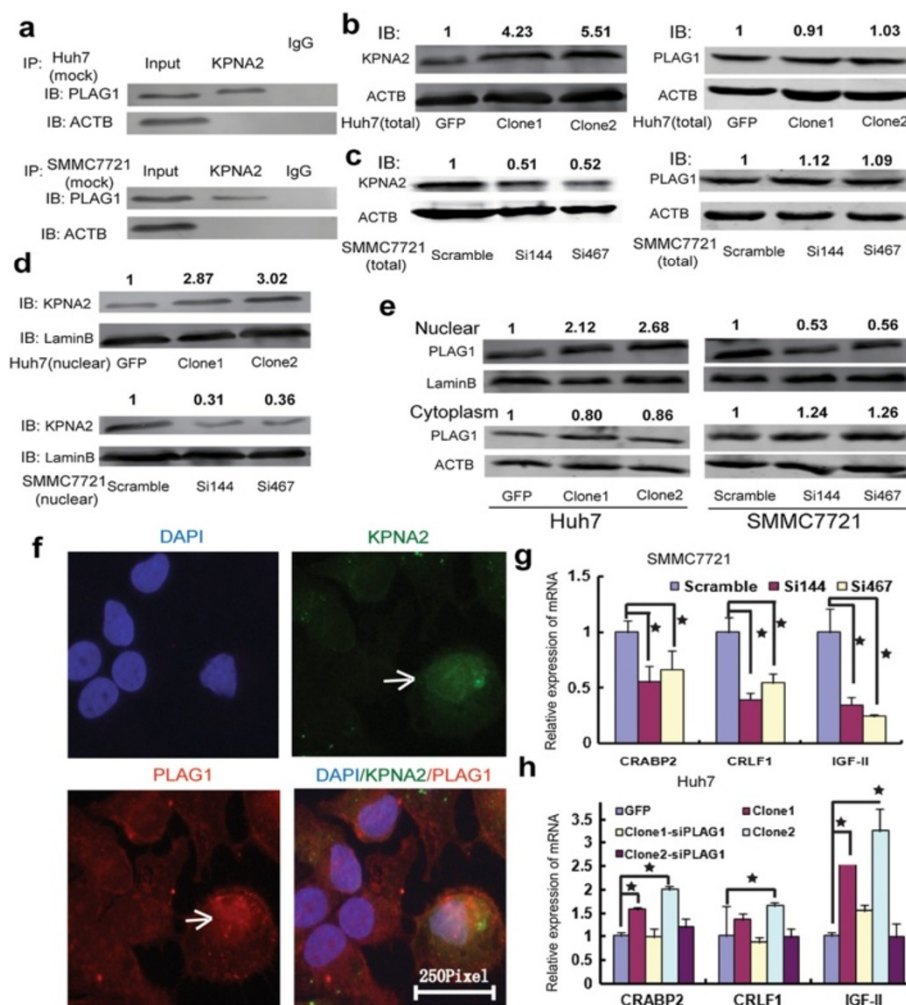 a
IP: Huh7 (mock)
Input KPNA2 IgG
IB: PLAG1
IB: ACTB
IP: SMMC7721 (mock)
Input KPNA2 IgG
IB: PLAG1
IB: ACTB
b
IB: 1 4.23 5.51
KPNA2
ACTB
Huh7(total) GFP Clone1 Clone2
IB: 1 0.91 1.03
PLAG1
ACTB
Huh7(total) GFP Clone1 Clone2
c
IB: 1 0.51 0.52
KPNA2
ACTB
SMMC7721 (total) Scramble Si144 Si467
IB: 1 1.12 1.09
PLAG1
ACTB
SMMC7721 (total) Scramble Si144 Si467
d
1 2.87 3.02
IB: KPNA2
IB: LaminB
Huh7(nuclear) GFP Clone1 Clone2
1 0.31 0.36
IB: KPNA2
IB: LaminB
SMMC7721 (nuclear) Scramble Si144 Si467
e
Nuclear
1 2.12 2.68 1 0.53 0.56
PLAG1
LaminB
Cytoplasm
1 0.80 0.86 1 1.24 1.26
PLAG1
ACTB
GFP Clone1 Clone2 Scramble Si144 Si467
Huh7 SMMC7721
f
DAPI KPNA2
PLAG1 DAPI/KPNA2/PLAG1
250Pixel
g
SMMC7721
Scramble Si144 Si467
Relative expression of mRNA
1.5
1
0.5
0
CRABP2 CRLF1 IGF-II
h
Huh7
GFP Clone1
Clone1-siPLAG1 Clone2
Clone2-siPLAG1
Relative expression of mRNA
3.5
3
2.5
2
1.5
1
0.5
0
CRABP2 CRLF1 IGF-II